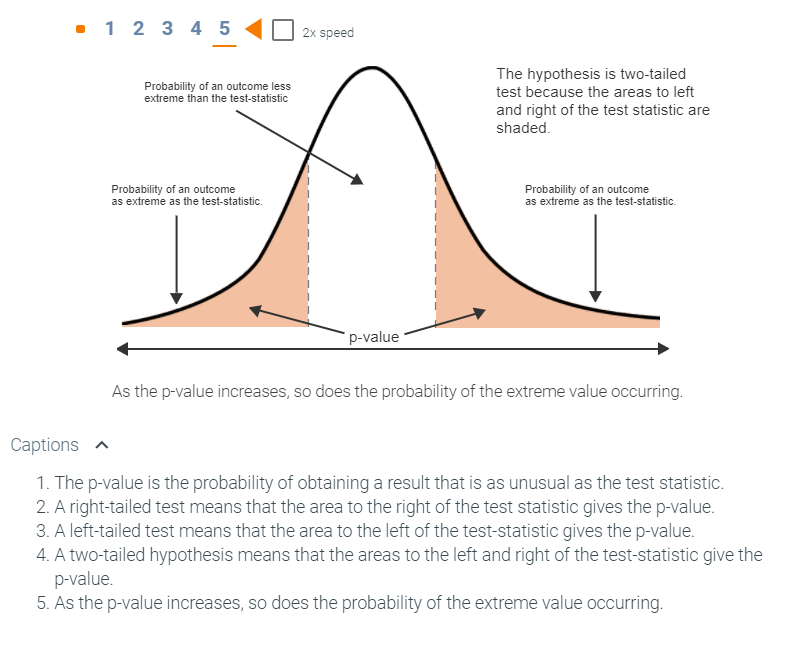 1 2 3 4 5 2x speed
Probability of an outcome less
extreme than the test-statistic
The hypothesis is two-tailed
test because the areas to left
and right of the test statistic are
shaded.
Probability of an outcome
as extreme as the test-statistic.
Probability of an outcome
as extreme as the test-statistic.
p-value
As the p-value increases, so does the probability of the extreme value occurring.
Captions
1. The p-value is the probability of obtaining a result that is as unusual as the test statistic.
2. A right-tailed test means that the area to the right of the test statistic gives the p-value.
3. A left-tailed test means that the area to the left of the test-statistic gives the p-value.
4. A two-tailed hypothesis means that the areas to the left and right of the test-statistic give the
p-value.
5. As the p-value increases, so does the probability of the extreme value occurring.